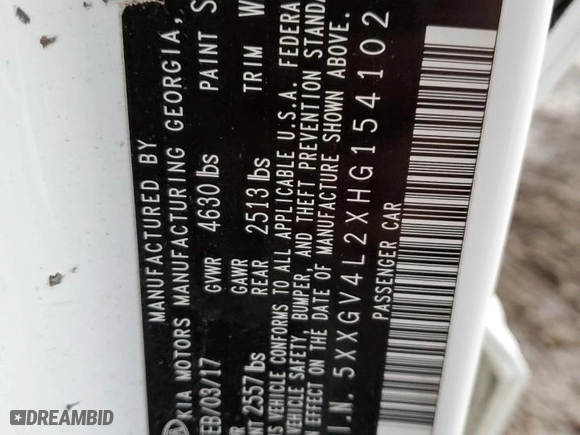 MANUFACTURED BY
KIA MOTORS MANUFACTURING GEORGIA,
EB/03/17 GVWR 4630 lbs PAINT S
GAWR GAWR
2557 lbs REAR 2513 lbs TRIM W
S VEHICLE CONFORMS TO ALL APPLICABLE U.S.A. FEDERA
VEHICLE SAFETY, BUMPER, AND THEFT PREVENTION STANDA
ON THE DATE OF MANUFACTURE SHOWN ABOVE.
I.N. 5XXGV4L2XHG154102
PASSENGER CAR
DREAMBID